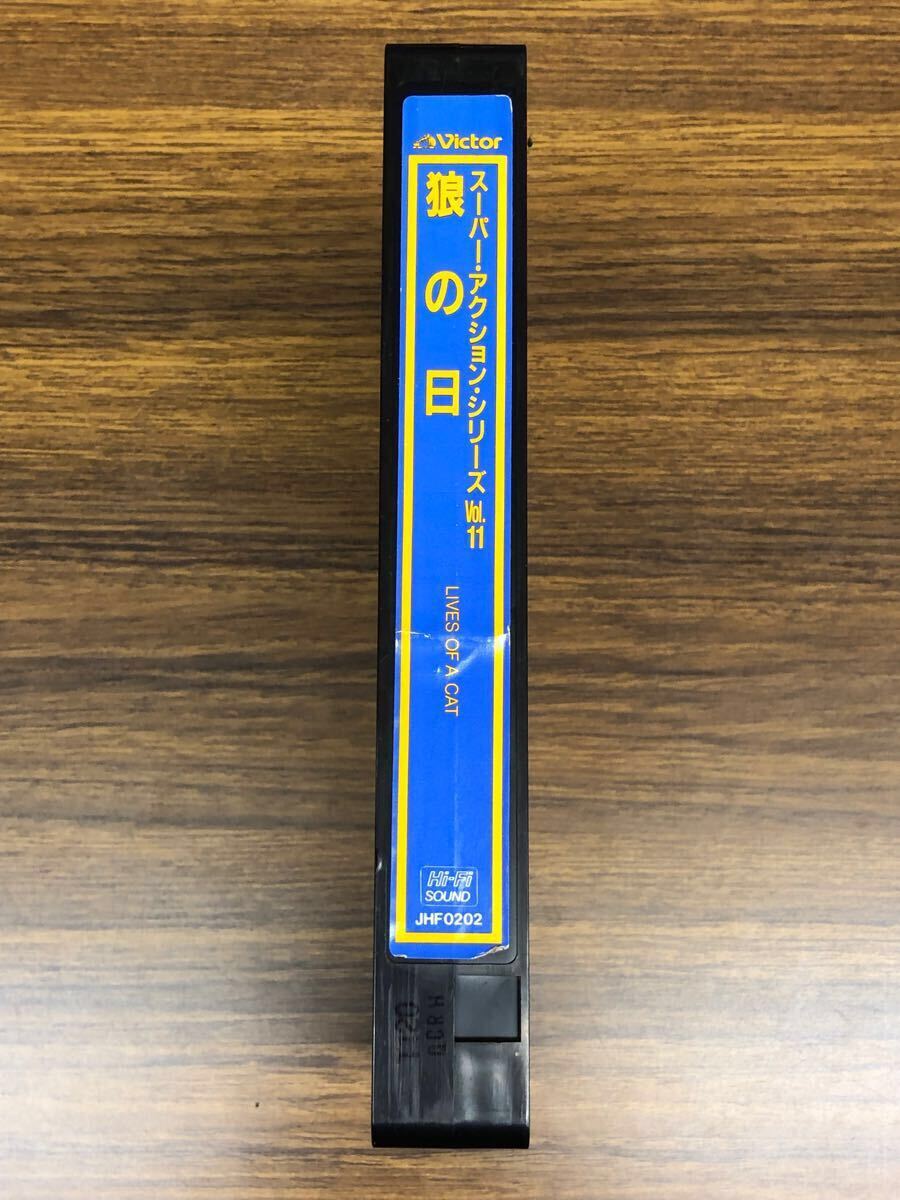 Victor
スーパー・アクション・シリーズ Vol.11
狼の日
LIVES OF A CAT
Hi-Fi
SOUND
JHF0202
QCRH